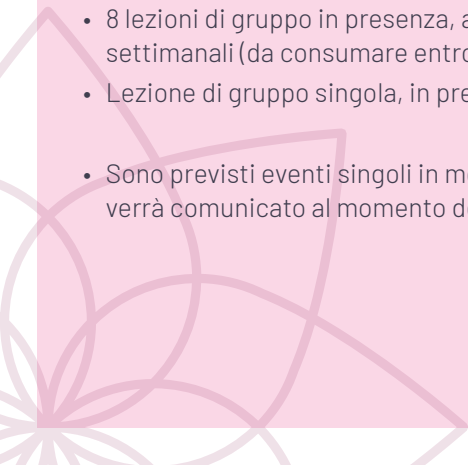 • 8 lezioni di gruppo in presenza, a
settimanali (da consumare entro
• Lezione di gruppo singola, in pre
• Sono previsti eventi singoli in m
verrà comunicato al momento d